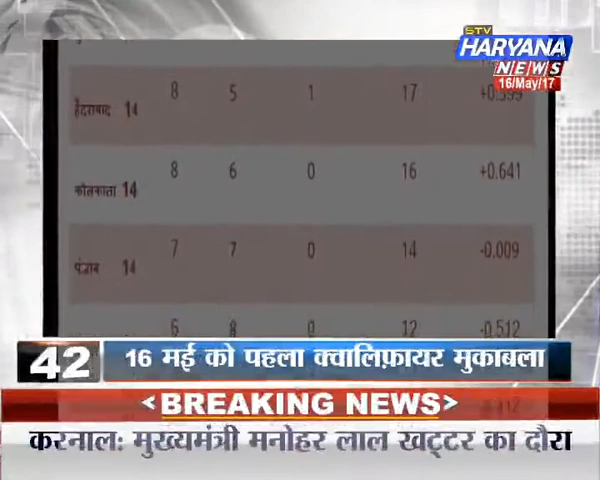 STV
HARYANA
NEWS
16/May/17
हैदराबाद 14 8 5 1 17 +0.599
कोलकाता 14 8 6 0 16 +0.641
पंजाब 14 7 7 0 14 -0.009
6 8 0 12 -0.512
42 16 मई को पहला क्वालिफ़ायर मुकाबला
<BREAKING NEWS>
करनाल: मुख्यमंत्री मनोहर लाल खट्टर का दौरा